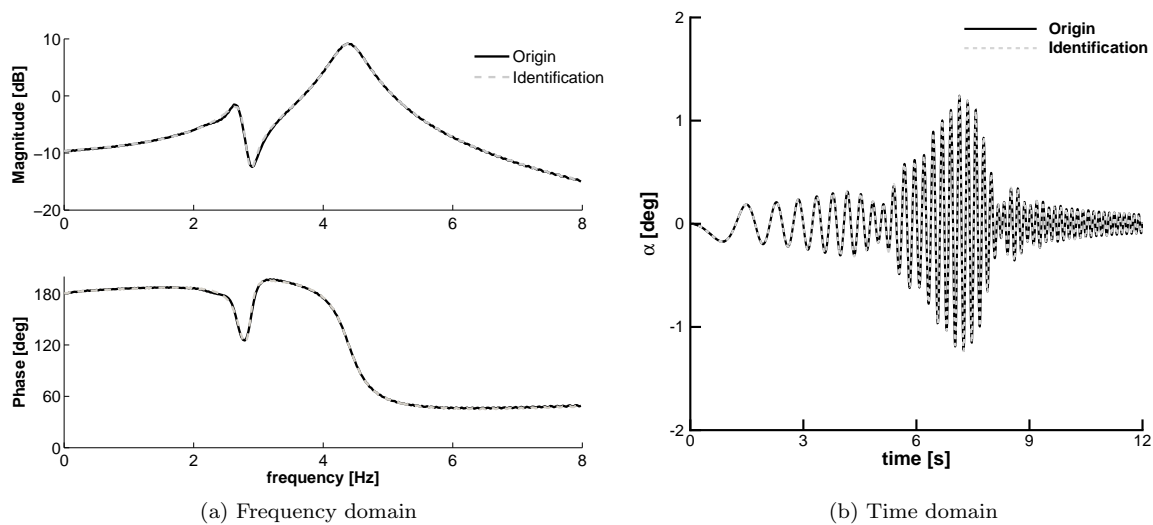 10
0
−10
−20
Magnitude [dB]
0 2 4 6 8
Origin
Identification
180
120
60
0
Phase [deg]
0 2 4 6 8
frequency [Hz]
(a) Frequency domain
2
1
0
-1
-2
α [deg]
Origin
Identification
0 3 6 9 12
time [s]
(b) Time domain